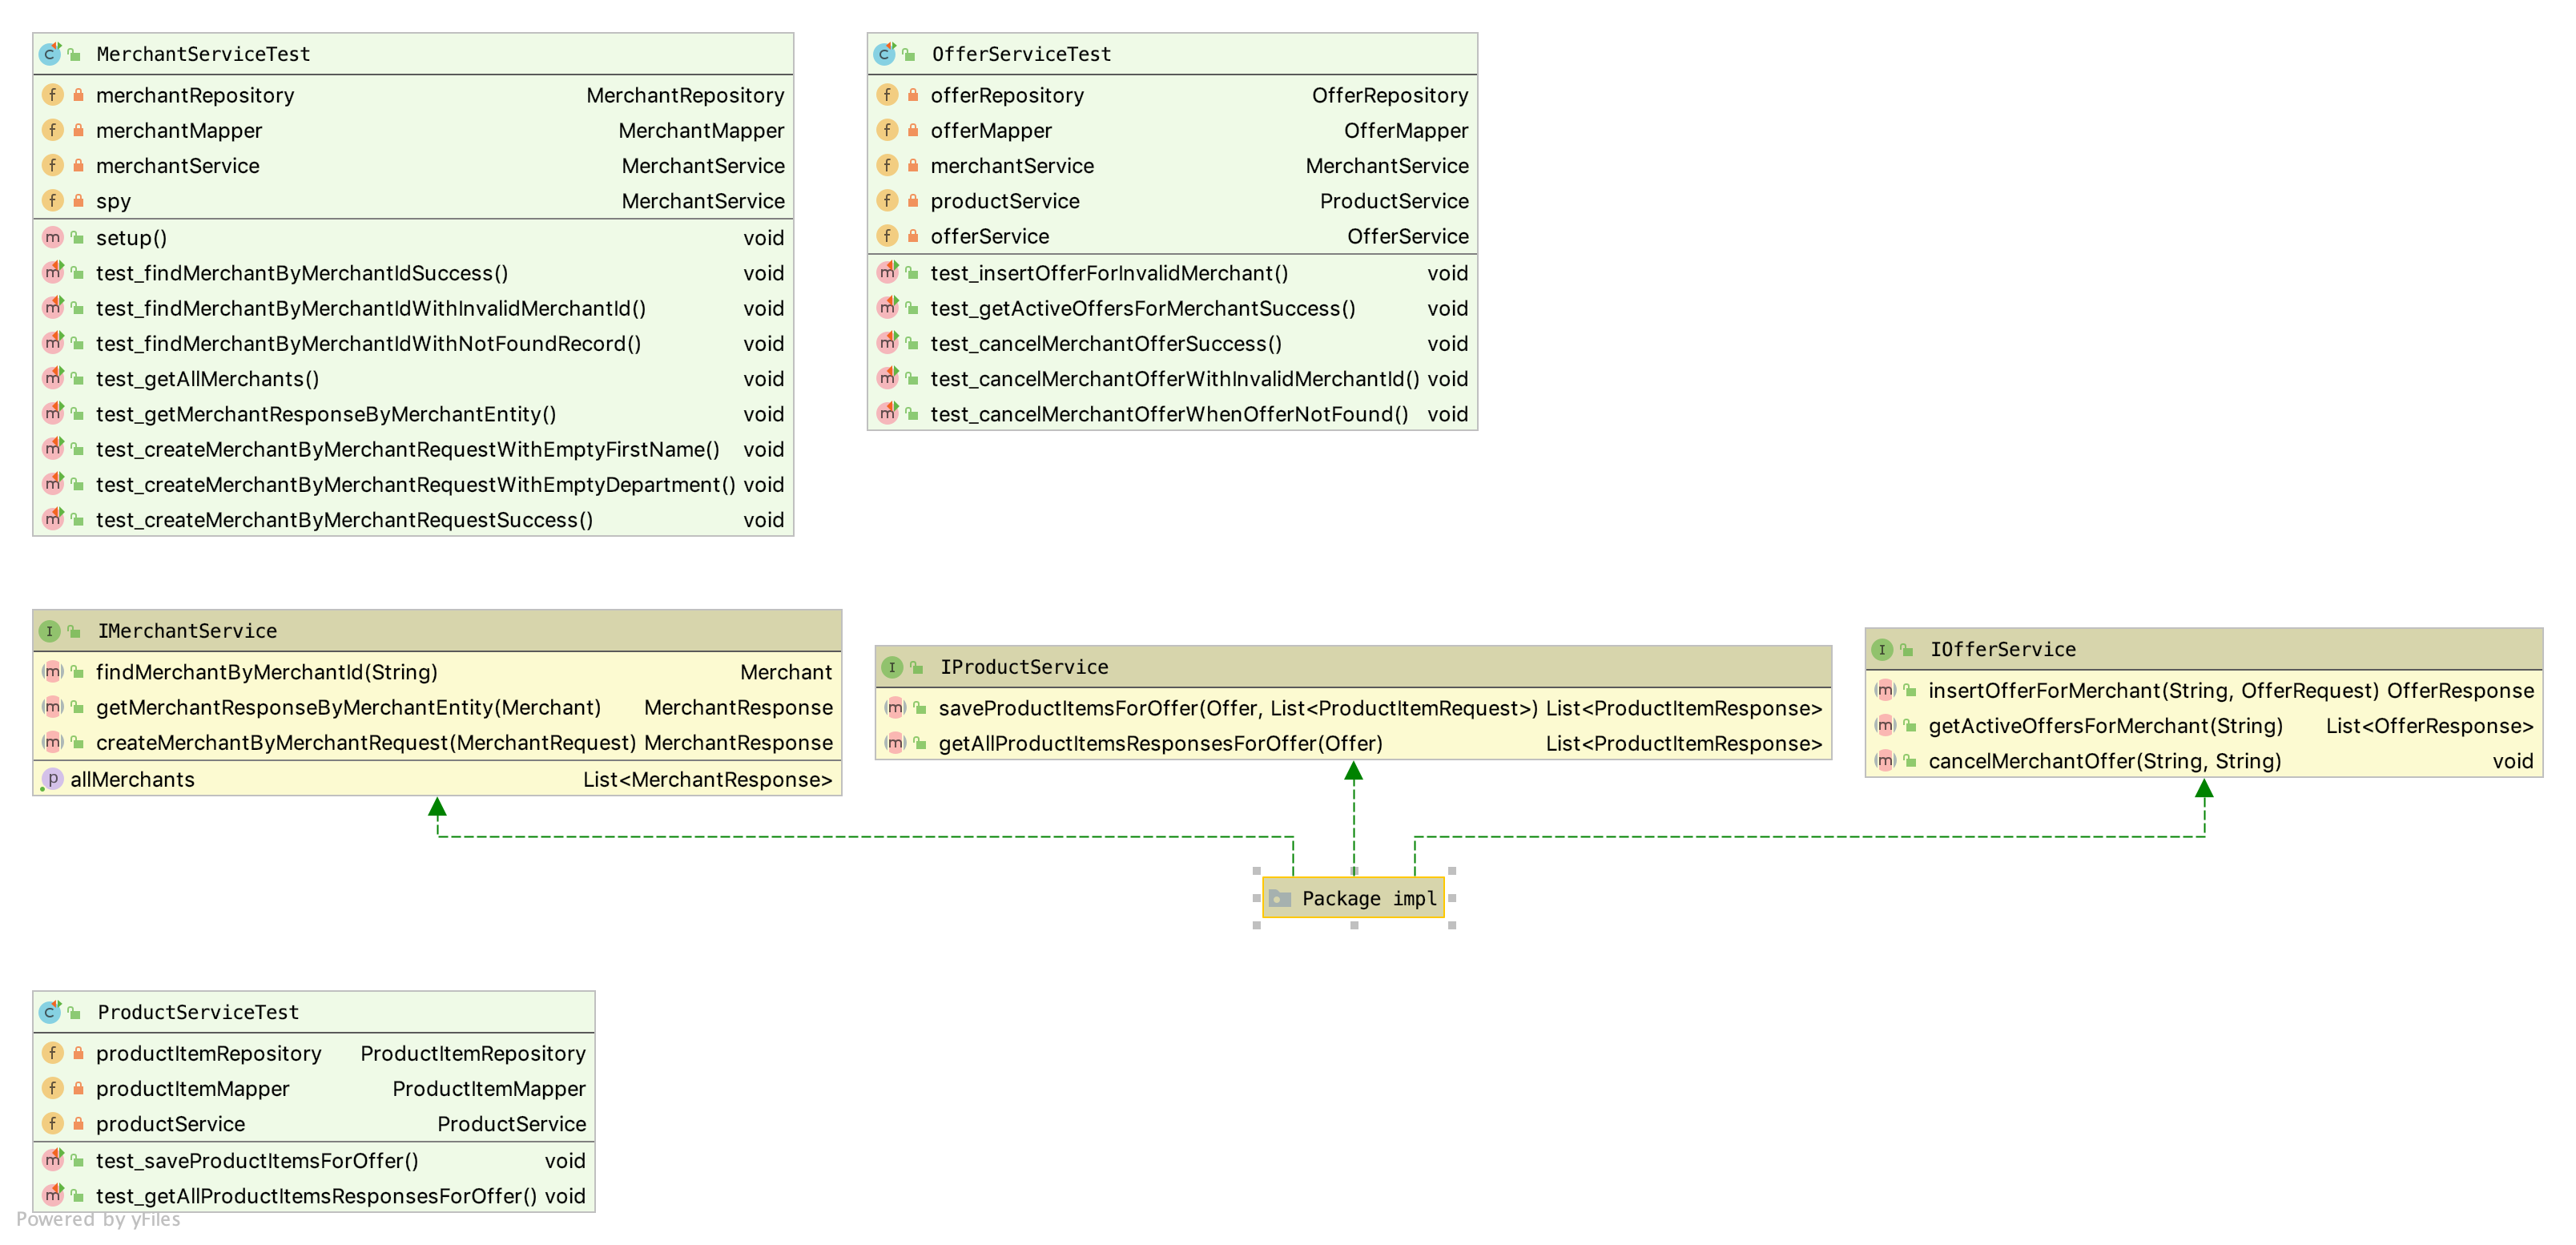 MerchantServiceTest
merchantRepository MerchantRepository
merchantMapper MerchantMapper
merchantService MerchantService
spy MerchantService
setup() void
test_findMerchantByMerchantIdSuccess() void
test_findMerchantByMerchantIdWithInvalidMerchantId() void
test_findMerchantByMerchantIdWithNotFoundRecord() void
test_getAllMerchants() void
test_getMerchantResponseByMerchantEntity() void
test_createMerchantByMerchantRequestWithEmptyFirstName() void
test_createMerchantByMerchantRequestWithEmptyDepartment() void
test_createMerchantByMerchantRequestSuccess() void
OfferServiceTest
offerRepository OfferRepository
offerMapper OfferMapper
merchantService MerchantService
productService ProductService
offerService OfferService
test_insertOfferForInvalidMerchant() void
test_getActiveOffersForMerchantSuccess() void
test_cancelMerchantOfferSuccess() void
test_cancelMerchantOfferWithInvalidMerchantId() void
test_cancelMerchantOfferWhenOfferNotFound() void
IMerchantService
findMerchantByMerchantId(String) Merchant
getMerchantResponseByMerchantEntity(Merchant) MerchantResponse
createMerchantByMerchantRequest(MerchantRequest) MerchantResponse
allMerchants List<MerchantResponse>
IProductService
saveProductItemsForOffer(Offer, List<ProductItemRequest>) List<ProductItemResponse>
getAllProductItemsResponsesForOffer(Offer) List<ProductItemResponse>
IOfferService
insertOfferForMerchant(String, OfferRequest) OfferResponse
getActiveOffersForMerchant(String) List<OfferResponse>
cancelMerchantOffer(String, String) void
Package impl
ProductServiceTest
productItemRepository ProductItemRepository
productItemMapper ProductItemMapper
productService ProductService
test_saveProductItemsForOffer() void
test_getAllProductItemsResponsesForOffer() void
Powered by yFiles